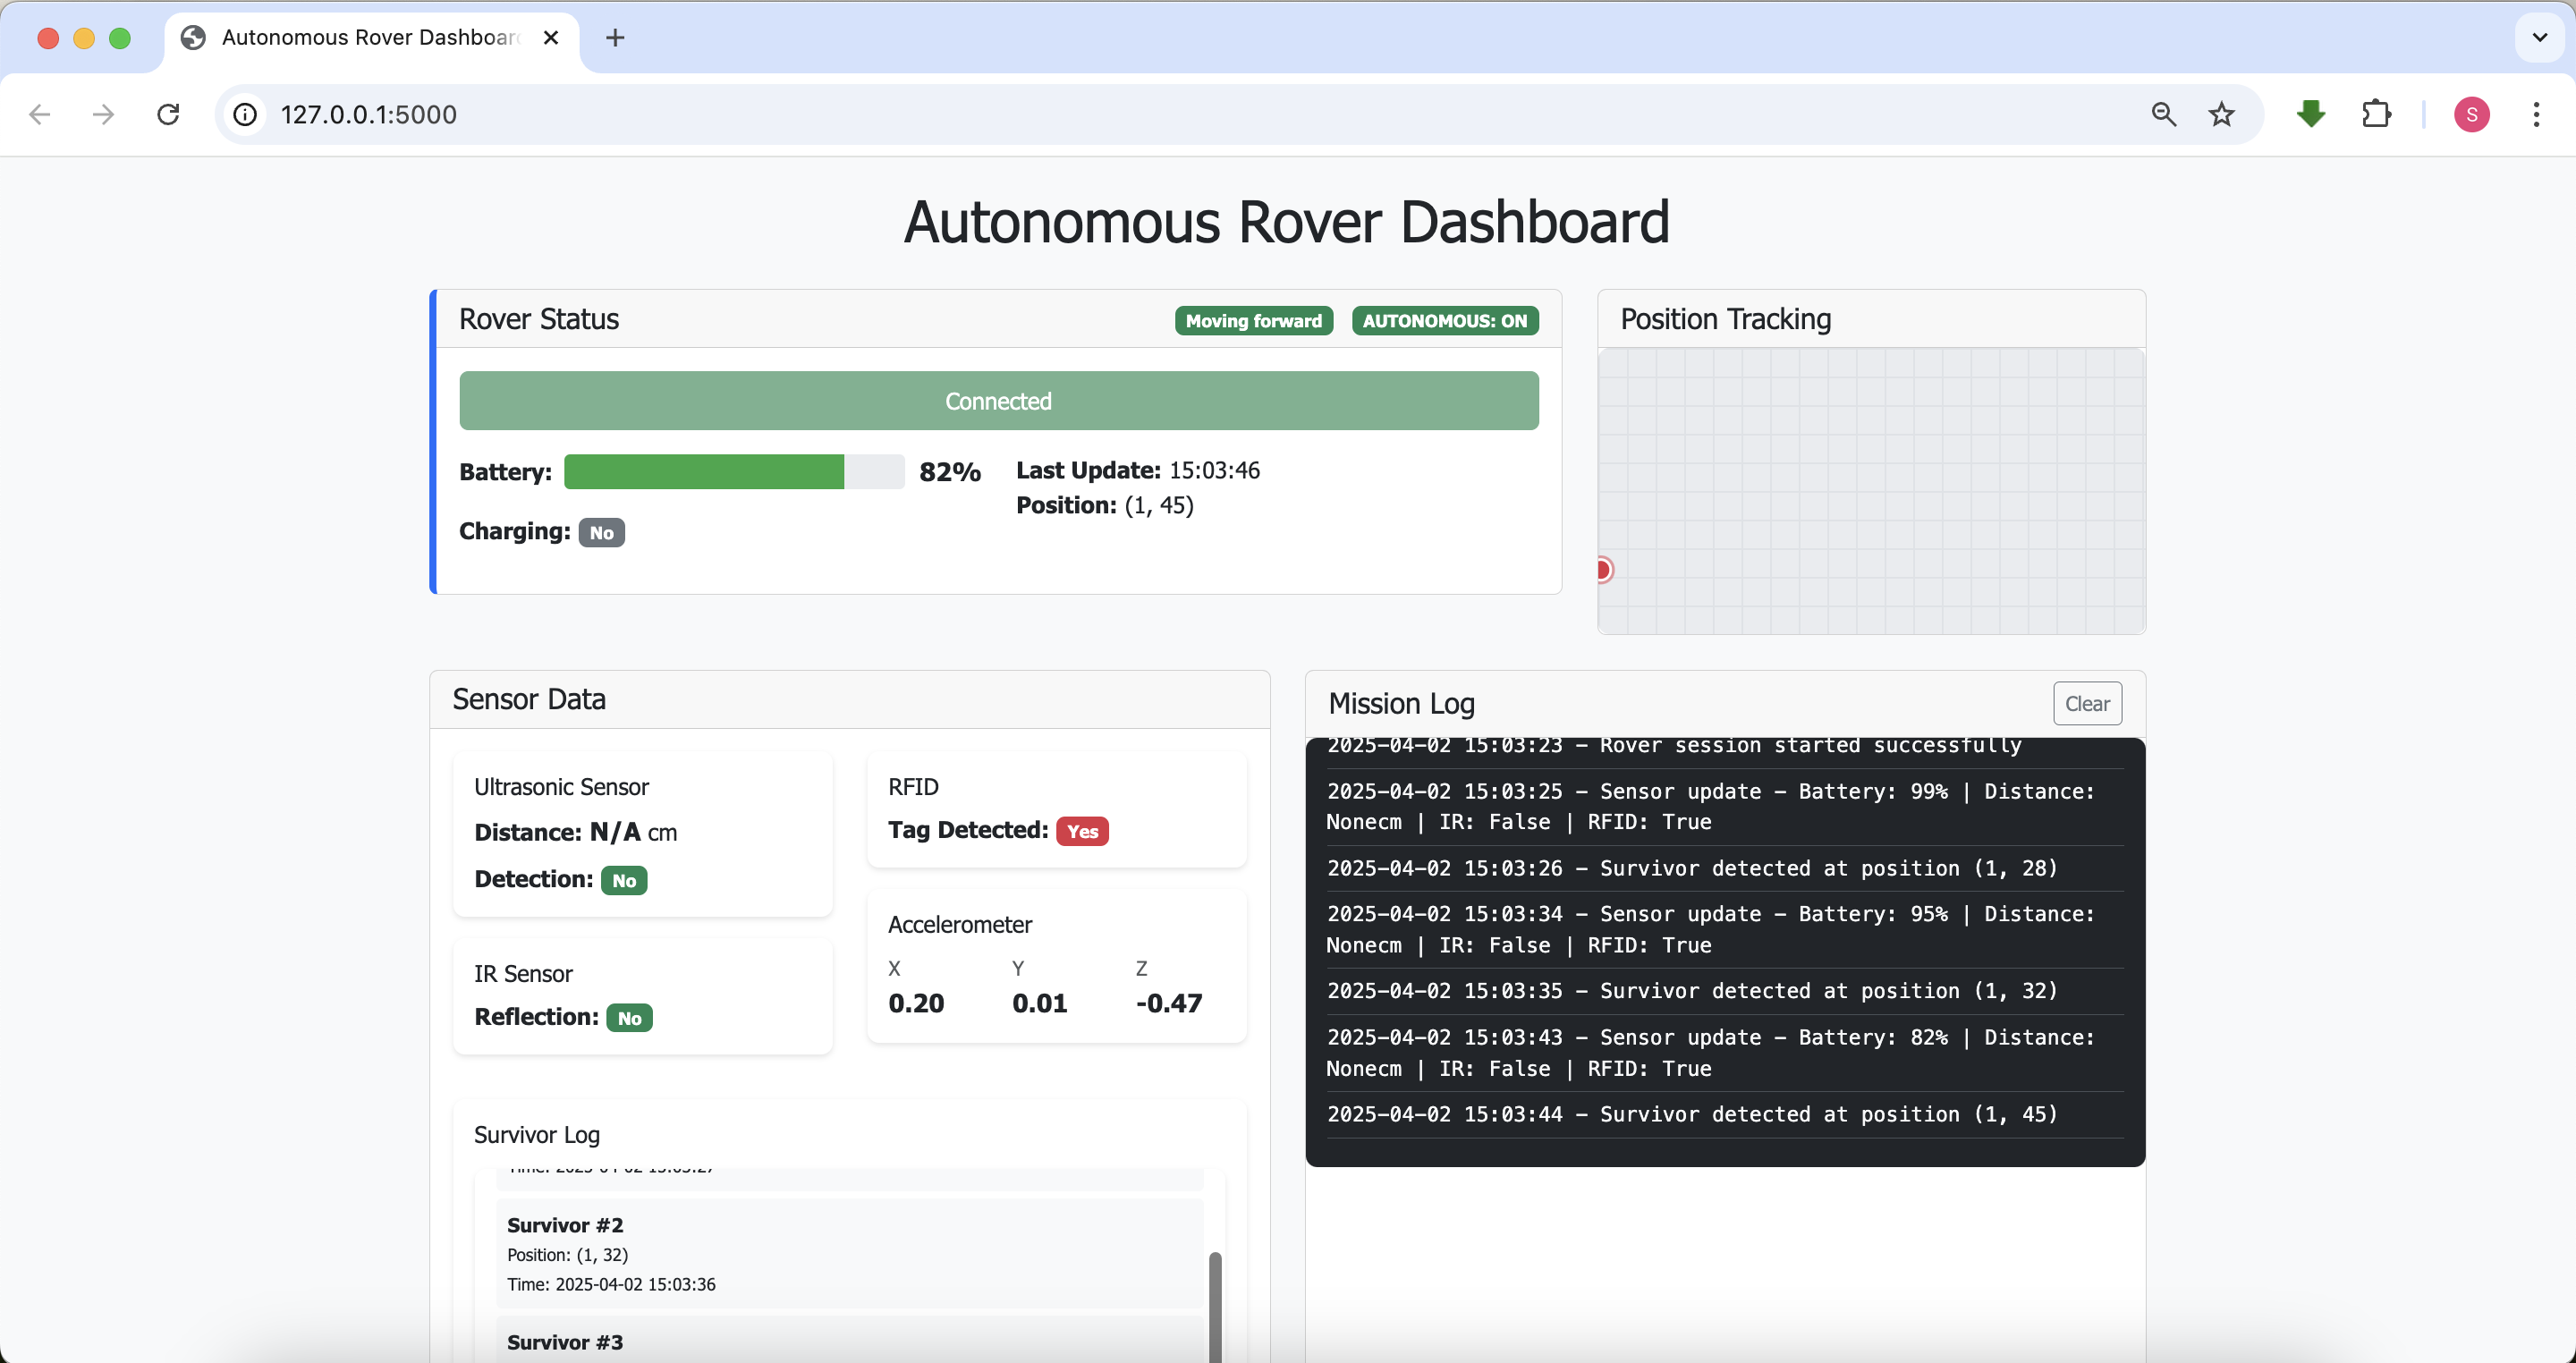 Autonomous Rover Dashboard
127.0.0.1:5000
S
Autonomous Rover Dashboard
Rover Status
Moving forward
AUTONOMOUS: ON
Connected
Battery:
82%
Last Update: 15:03:46
Position: (1, 45)
Charging: No
Position Tracking
Sensor Data
Ultrasonic Sensor
Distance: N/A cm
Detection: No
IR Sensor
Reflection: No
RFID
Tag Detected: Yes
Accelerometer
X Y Z
0.20 0.01 -0.47
Survivor Log
Time: 2025-04-02 15:03:27
Survivor #2
Position: (1, 32)
Time: 2025-04-02 15:03:36
Survivor #3
Mission Log
Clear
2025-04-02 15:03:23 - Rover session started successfully
2025-04-02 15:03:25 - Sensor update - Battery: 99% | Distance:
Nonecm | IR: False | RFID: True
2025-04-02 15:03:26 - Survivor detected at position (1, 28)
2025-04-02 15:03:34 - Sensor update - Battery: 95% | Distance:
Nonecm | IR: False | RFID: True
2025-04-02 15:03:35 - Survivor detected at position (1, 32)
2025-04-02 15:03:43 - Sensor update - Battery: 82% | Distance:
Nonecm | IR: False | RFID: True
2025-04-02 15:03:44 - Survivor detected at position (1, 45)